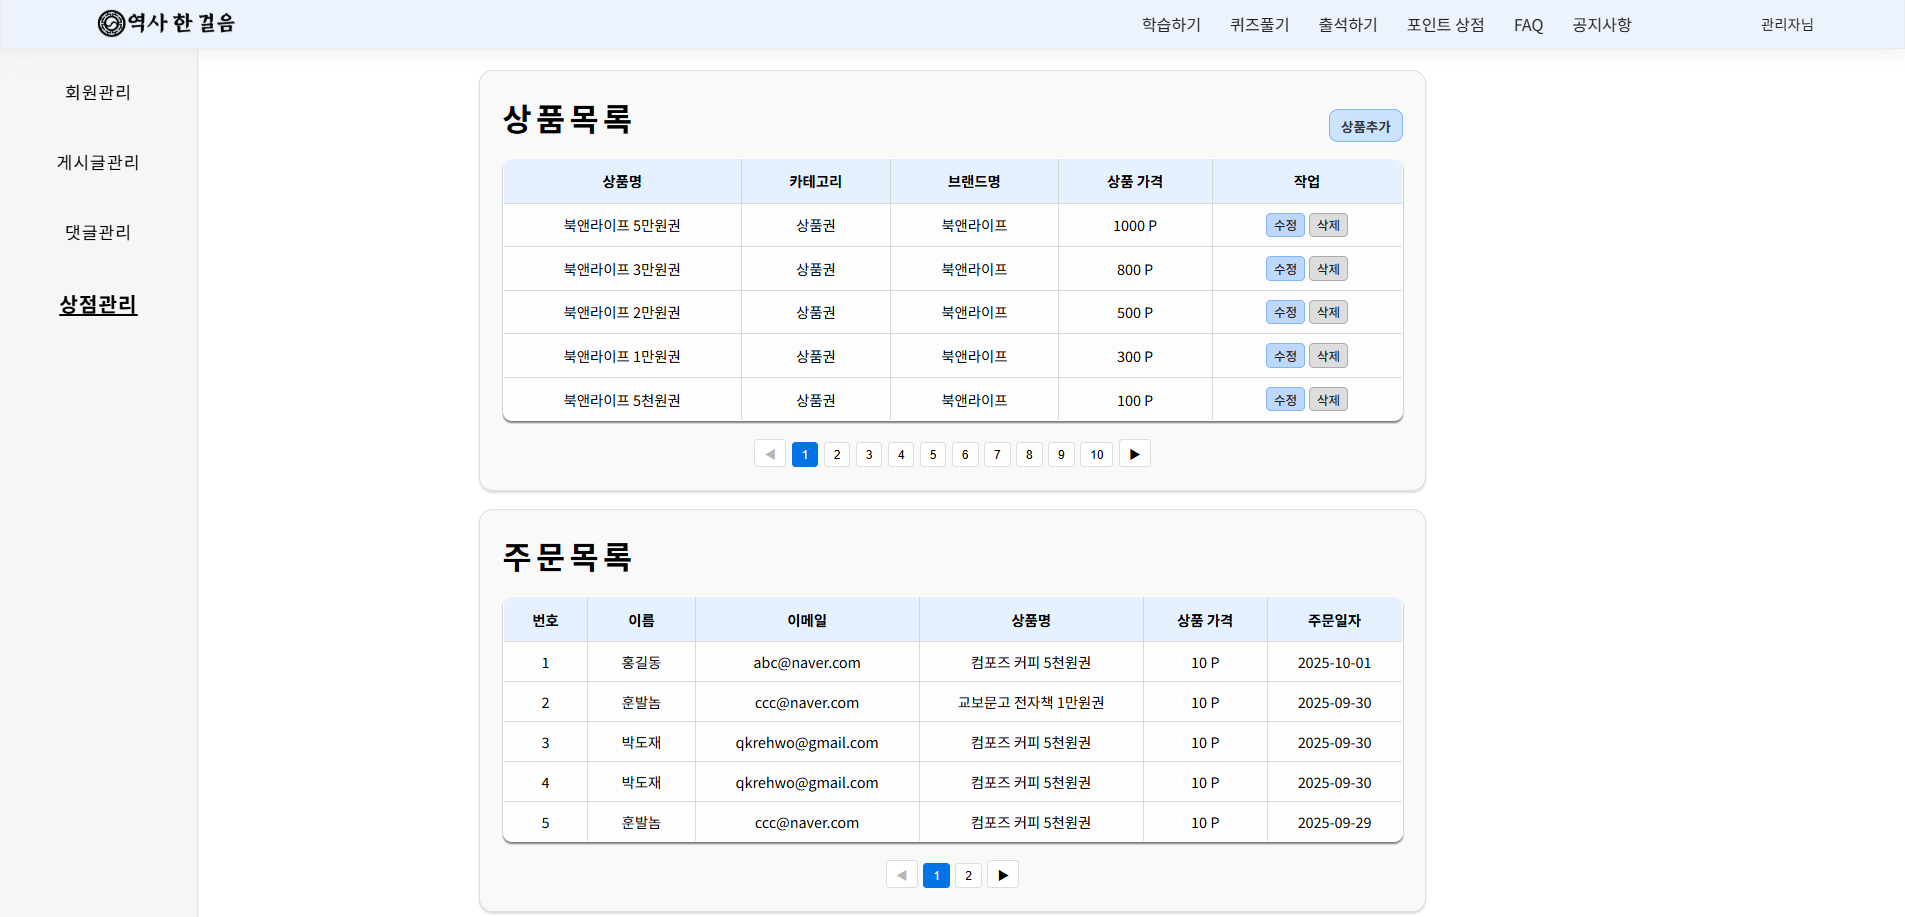 역사 한 걸음
학습하기 퀴즈풀기 출석하기 포인트 상점 FAQ 공지사항 관리자님
회원관리
게시글관리
댓글관리
상점관리
상품목록
상품추가
상품명 카테고리 브랜드명 상품 가격 작업
북앤라이프 5만원권 상품권 북앤라이프 1000 P 수정 삭제
북앤라이프 3만원권 상품권 북앤라이프 800 P 수정 삭제
북앤라이프 2만원권 상품권 북앤라이프 500 P 수정 삭제
북앤라이프 1만원권 상품권 북앤라이프 300 P 수정 삭제
북앤라이프 5천원권 상품권 북앤라이프 100 P 수정 삭제
◀ 1 2 3 4 5 6 7 8 9 10 ▶
주문목록
번호 이름 이메일 상품명 상품 가격 주문일자
1 홍길동 abc@naver.com 컴포즈 커피 5천원권 10 P 2025-10-01
2 훈발놈 ccc@naver.com 교보문고 전자책 1만원권 10 P 2025-09-30
3 박도재 qkrehwo@gmail.com 컴포즈 커피 5천원권 10 P 2025-09-30
4 박도재 qkrehwo@gmail.com 컴포즈 커피 5천원권 10 P 2025-09-30
5 훈발놈 ccc@naver.com 컴포즈 커피 5천원권 10 P 2025-09-29
◀ 1 2 ▶